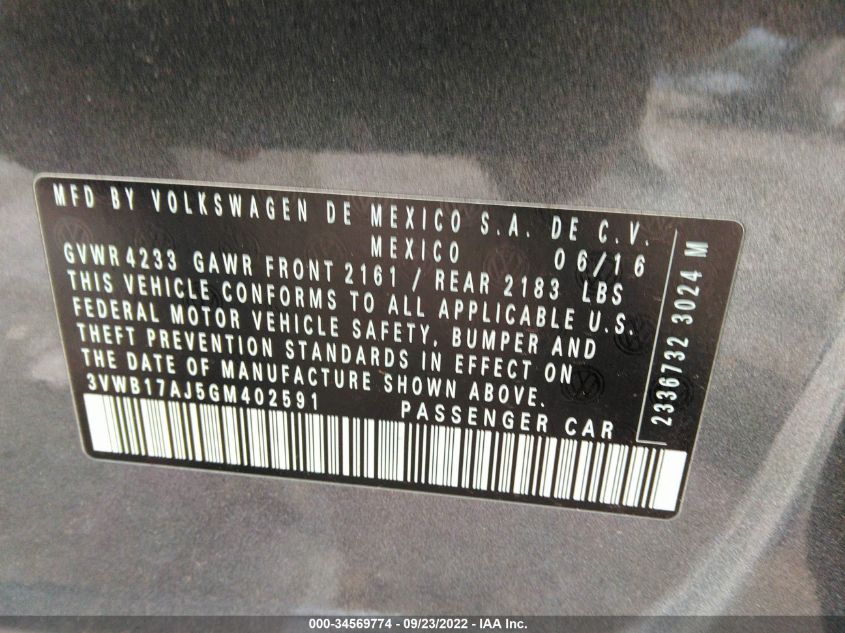 MFD BY VOLKSWAGEN DE MEXICO S.A. DE C.V.
MEXICO 06/16
GVWR 4233 GAWR FRONT 2161 / REAR 2183 LBS
THIS VEHICLE CONFORMS TO ALL APPLICABLE U.S.
FEDERAL MOTOR VEHICLE SAFETY, BUMPER AND
THEFT PREVENTION STANDARDS IN EFFECT ON
THE DATE OF MANUFACTURE SHOWN ABOVE.
3VWB17AJ5GM402591 PASSENGER CAR
2336732 3024 M
000-34569774 - 09/23/2022 - IAA Inc.